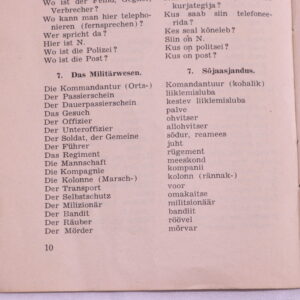 Wo ist der Feind, Gegner,
Verbrecher?
Wo kann man hier telepho-
nieren (fernsprechen)?
Wer spricht da?
Hier ist N.
Wo ist die Polizei?
Wo ist die Post?
7. Das Militärwesen.
Die Kommandantur (Orts-)
Der Passierschein
Der Dauerpassierschein
Das Gesuch
Der Offizier
Der Unteroffizier
Der Soldat, der Gemeine
Der Führer
Das Regiment
Die Mannschaft
Die Kompagnie
Die Kolonne (Marsch-)
Der Transport
Der Selbstschutz
Der Milizionär
Der Bandit
Der Räuber
Der Mörder
10
kurjategija?
Kus saab siin telefonee-
rida?
Kes seal kõneleb?
Siin on N.
Kus on politsei?
Kus on post?
7. Sõjaasjandus.
Komandantuur (kohalik)
liiklemisluba
kestev liiklemisluba
palve
ohvitser
allohvitser
sõdur, reamees
juht
rügement
meeskond
kompanii
kolonn (rännak-)
voor
omakaitse
militsionäär
bandiit
röövel
mõrvar